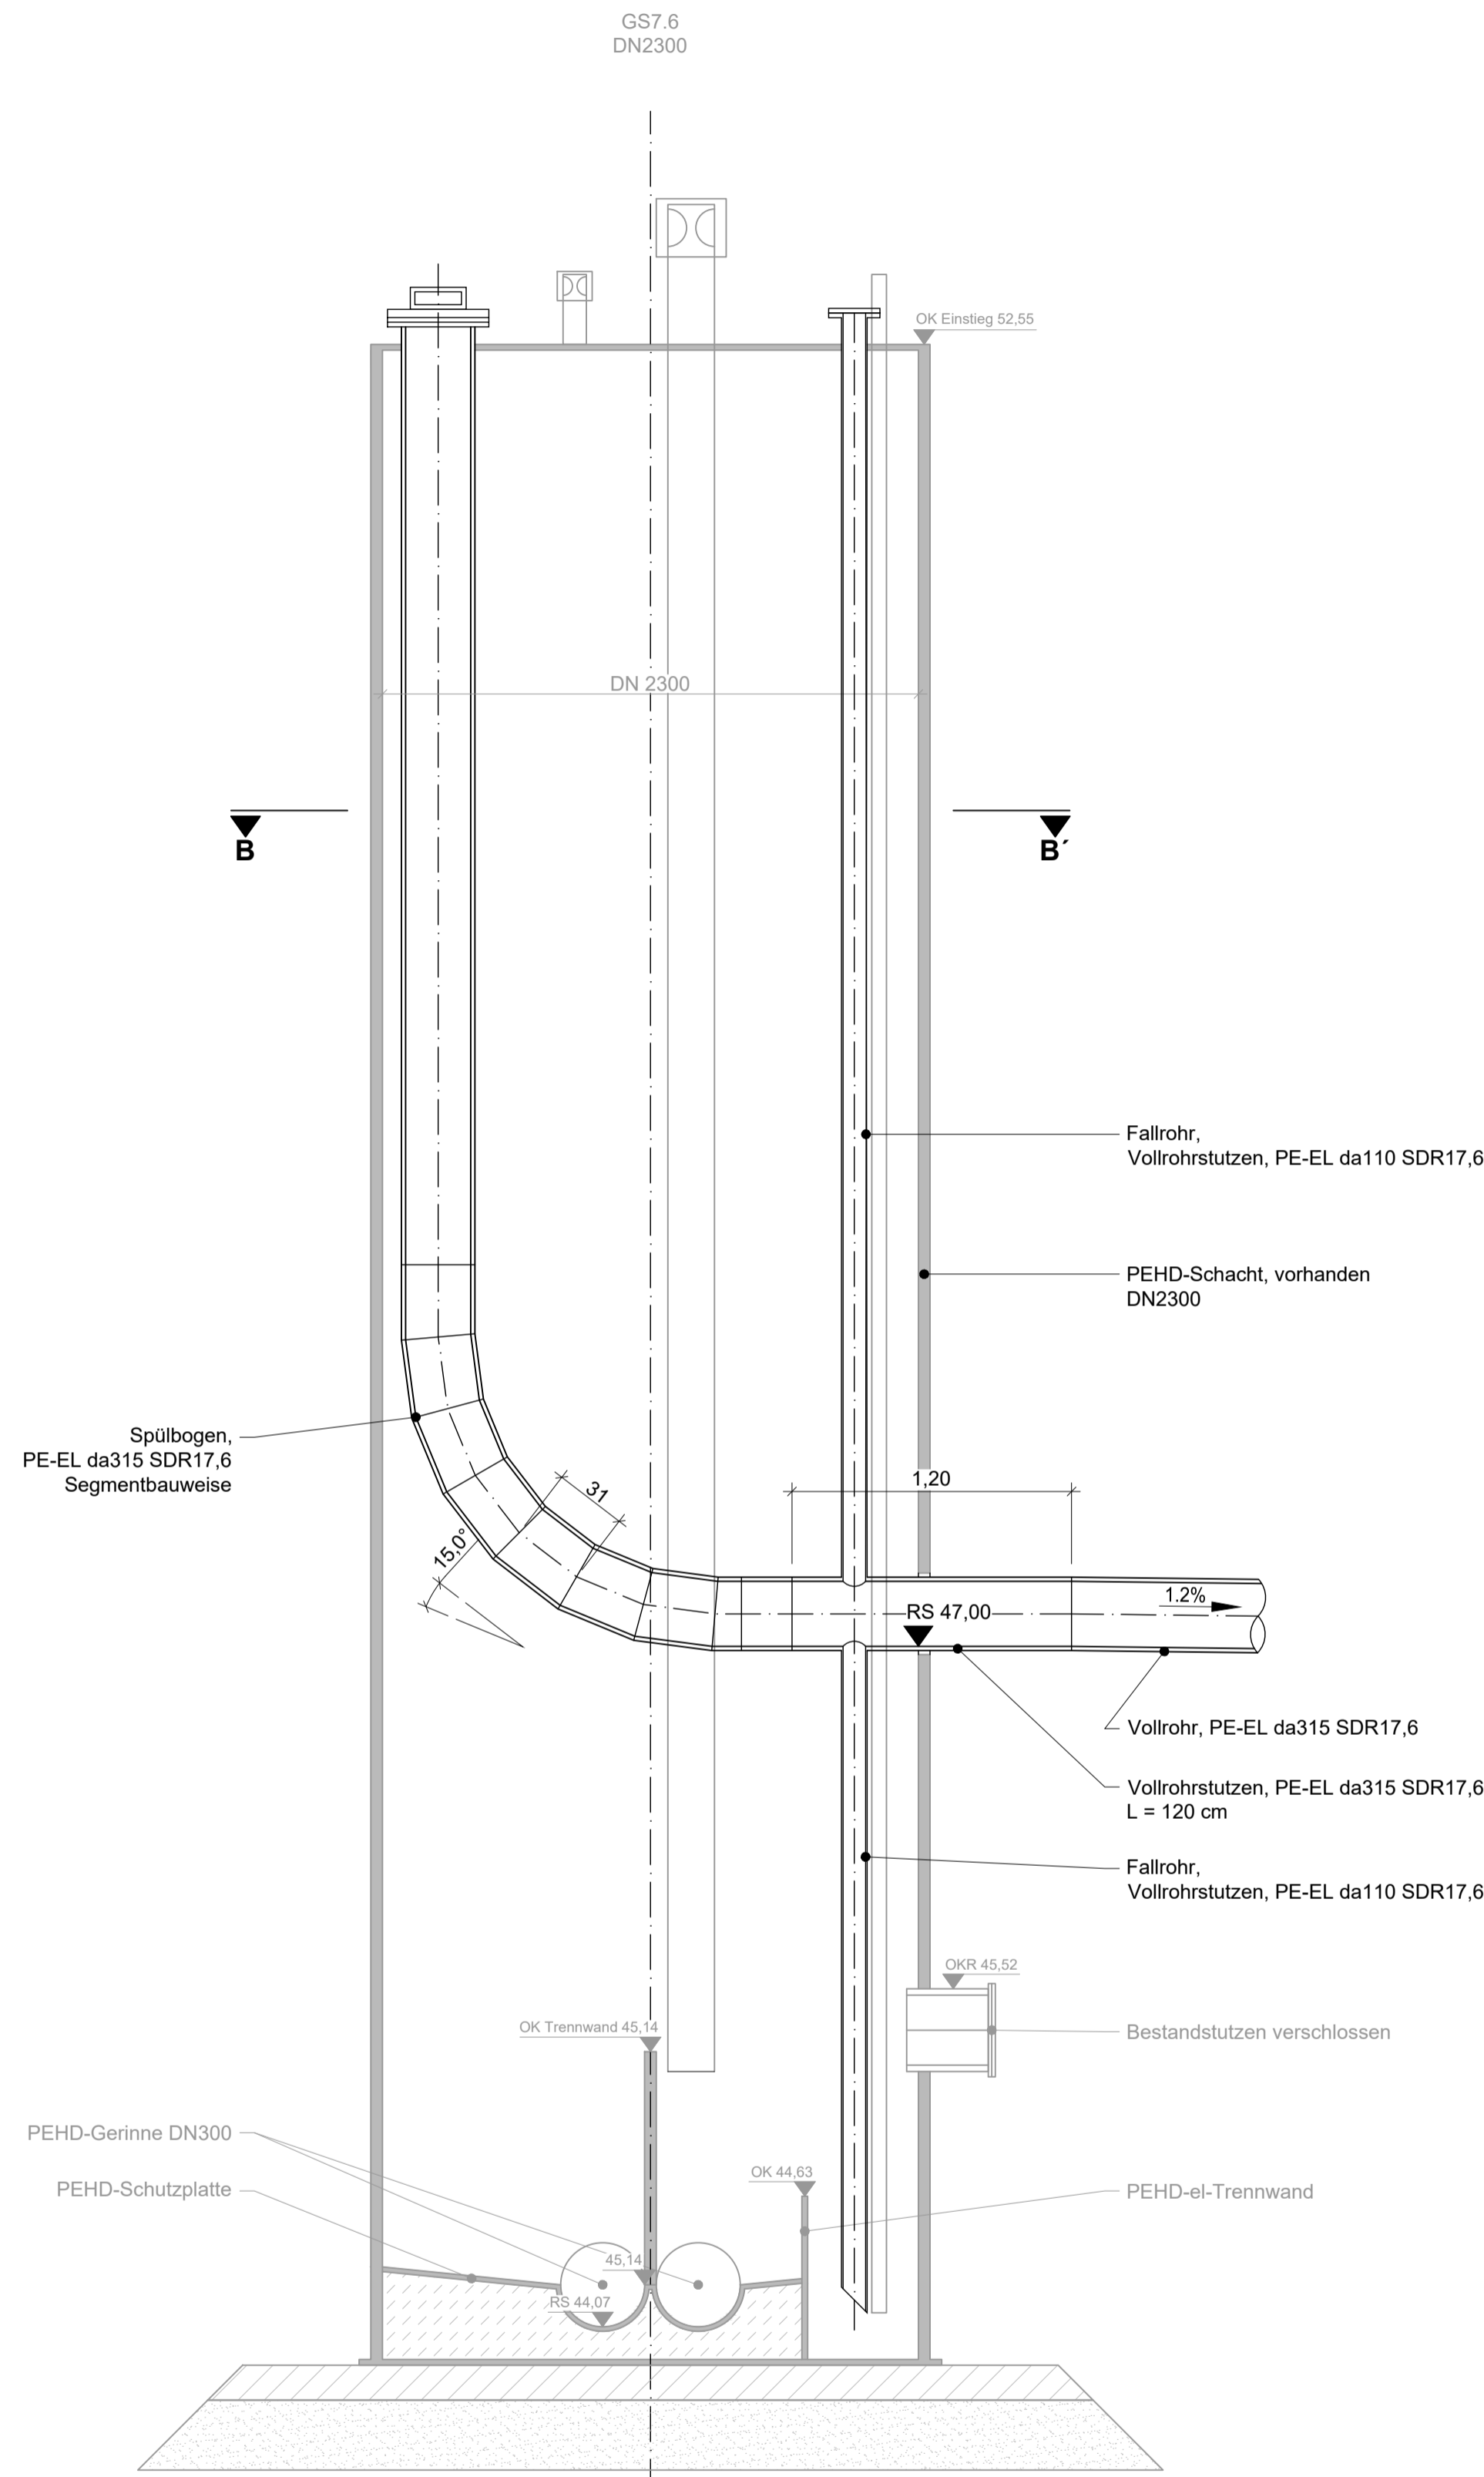 GS7.6
DN2300
OK Einstieg 52,55
DN 2300
B
B´
Fallrohr,
Vollrohrstutzen, PE-EL da110 SDR17,6
PEHD-Schacht, vorhanden
DN2300
Spülbogen,
PE-EL da315 SDR17,6
Segmentbauweise
31
15,0°
1,20
1.2%
RS 47,00
Vollrohr, PE-EL da315 SDR17,6
Vollrohrstutzen, PE-EL da315 SDR17,6
L = 120 cm
Fallrohr,
Vollrohrstutzen, PE-EL da110 SDR17,6
OKR 45,52
Bestandstutzen verschlossen
OK Trennwand 45,14
PEHD-Gerinne DN300
PEHD-Schutzplatte
OK 44,63
PEHD-el-Trennwand
45,14
RS 44,07